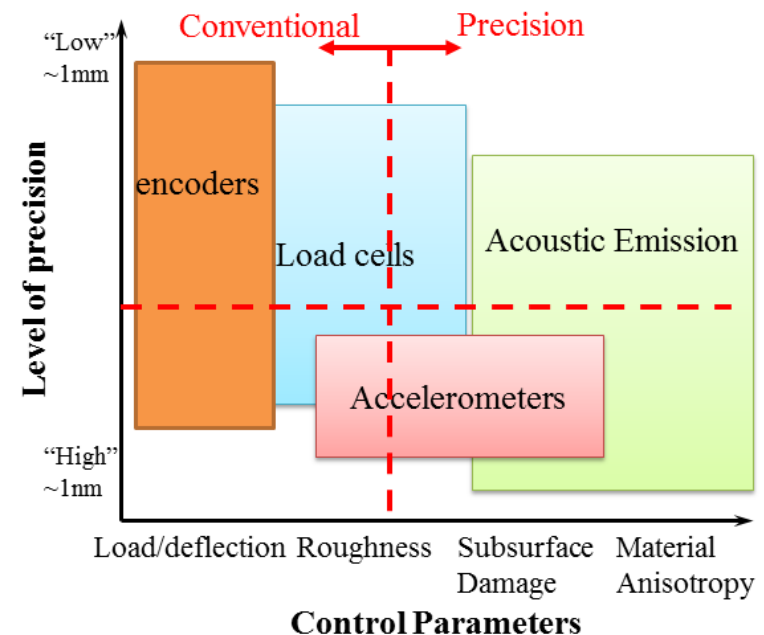 Conventional
Precision
“Low”
~1mm
encoders
Load cells
Acoustic Emission
Accelerometers
Level of precision
“High”
~1nm
Load/deflection
Roughness
Subsurface
Damage
Material
Anisotropy
Control Parameters